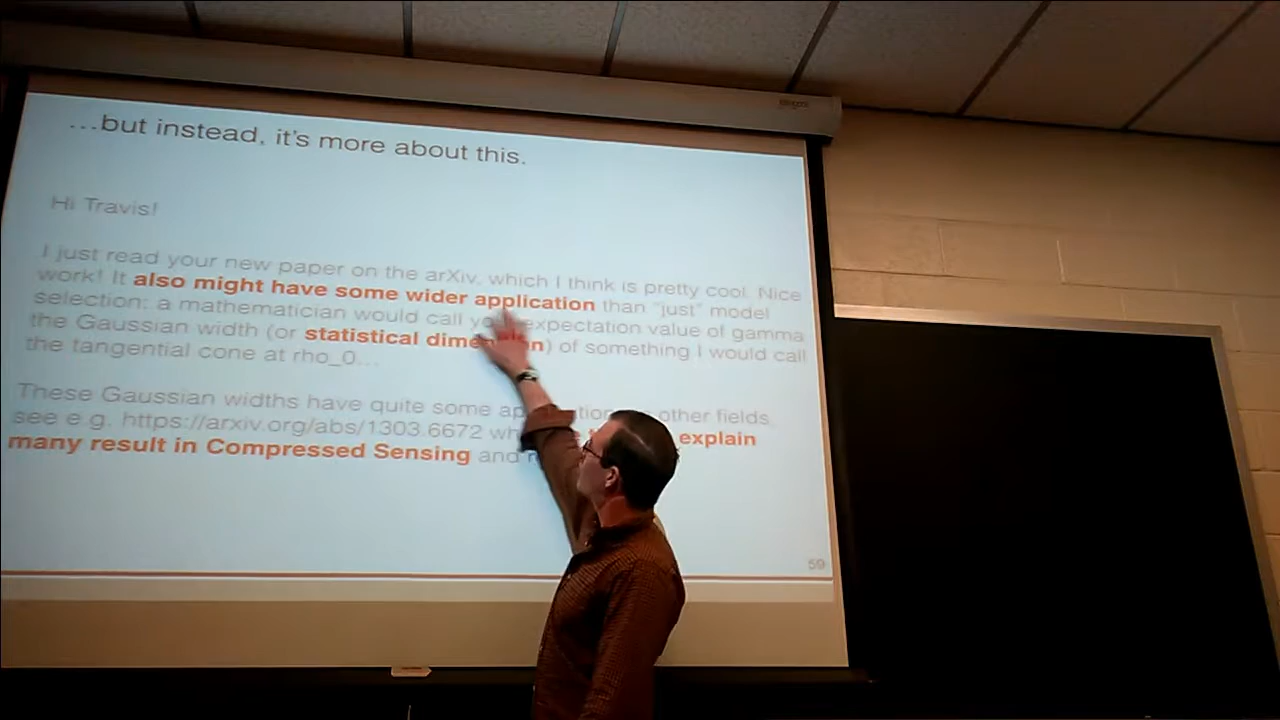 ...but instead, it's more about this.
Hi Travis!
I just read your new paper on the arXiv, which I think is pretty cool. Nice
work! It also might have some wider application than "just" model
selection: a mathematician would call expectation value of gamma
the Gaussian width (or statistical dimension) of something I would call
the tangential cone at rho_0...
These Gaussian widths have quite some other fields,
see e.g. https://arxiv.org/abs/1303.6672 explain
many result in Compressed Sensing and
59